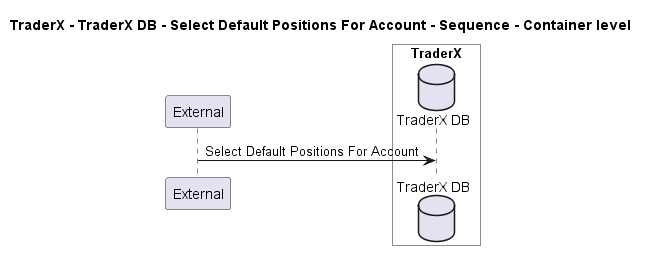 TraderX - TraderX DB - Select Default Positions For Account - Sequence - Container level
TraderX
TraderX DB
External
Select Default Positions For Account
External
TraderX DB